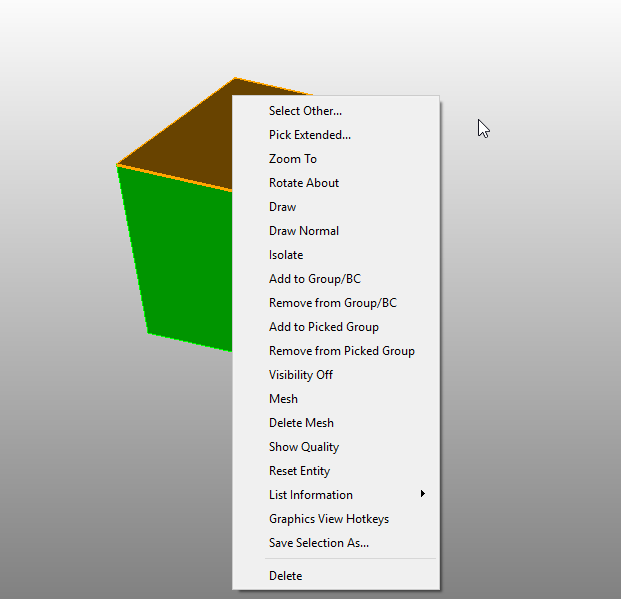 Select Other...
Pick Extended...
Zoom To
Rotate About
Draw
Draw Normal
Isolate
Add to Group/BC
Remove from Group/BC
Add to Picked Group
Remove from Picked Group
Visibility Off
Mesh
Delete Mesh
Show Quality
Reset Entity
List Information
Graphics View Hotkeys
Save Selection As...
Delete